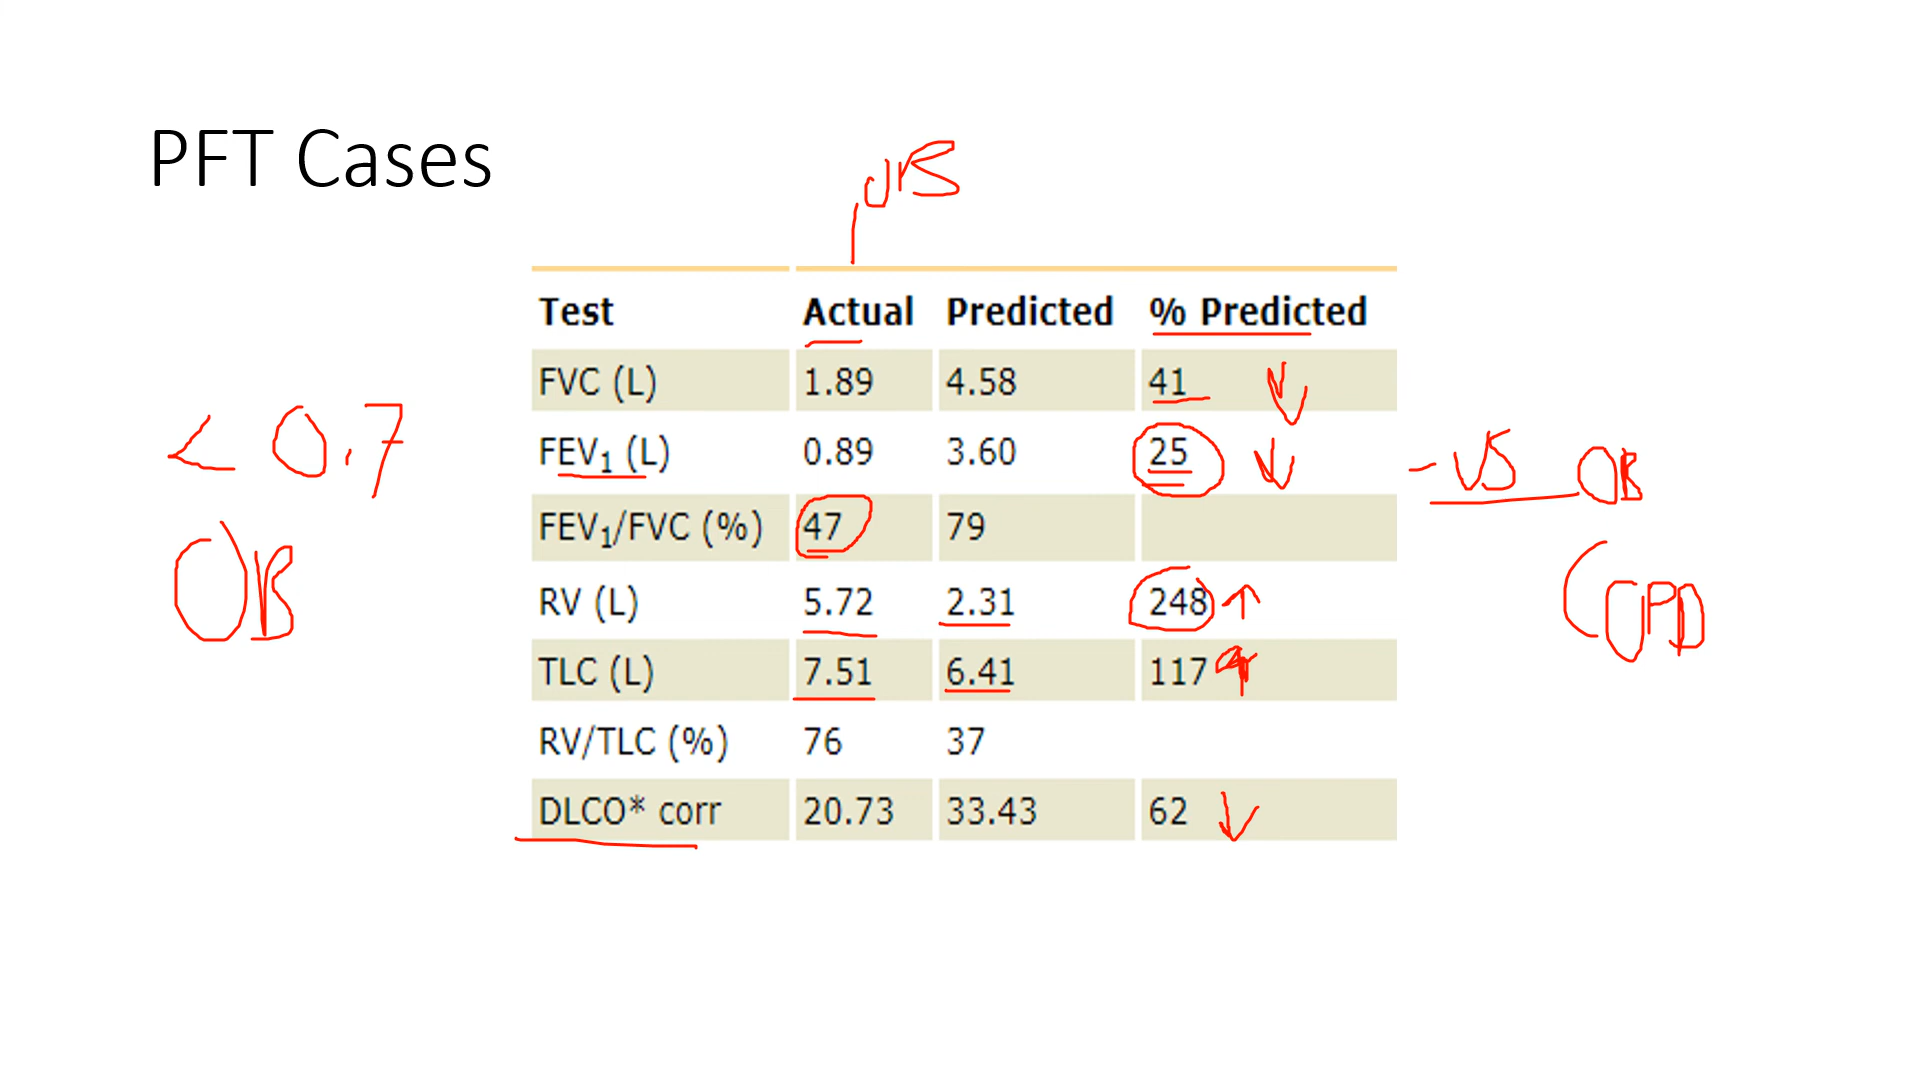 PFT Cases
Test Actual Predicted % Predicted
FVC (L) 1.89 4.58 41
< 0.7
FEV₁ (L) 0.89 3.60 25 - VS OB
FEV₁/FVC (%) 47 79
OB
RV (L) 5.72 2.31 248
COPD
TLC (L) 7.51 6.41 117
RV/TLC (%) 76 37
DLCO* corr 20.73 33.43 62